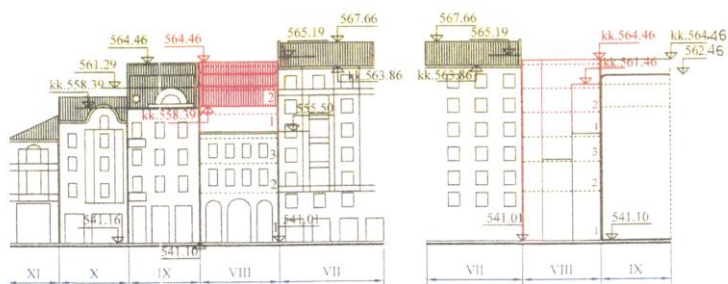 567.66
565.19
564.46
564.46
561.29
kk.558.39
kk.563.86
2
kk.558.39
555.50
1
3
2
541.16
541.01
1
541.10
XI X IX VIII VII
567.66
565.19
kk.564.46
kk.564.46
562.46
kk.561.46
kk.563.86
2
1
3
2
541.01
541.10
1
VII VIII IX